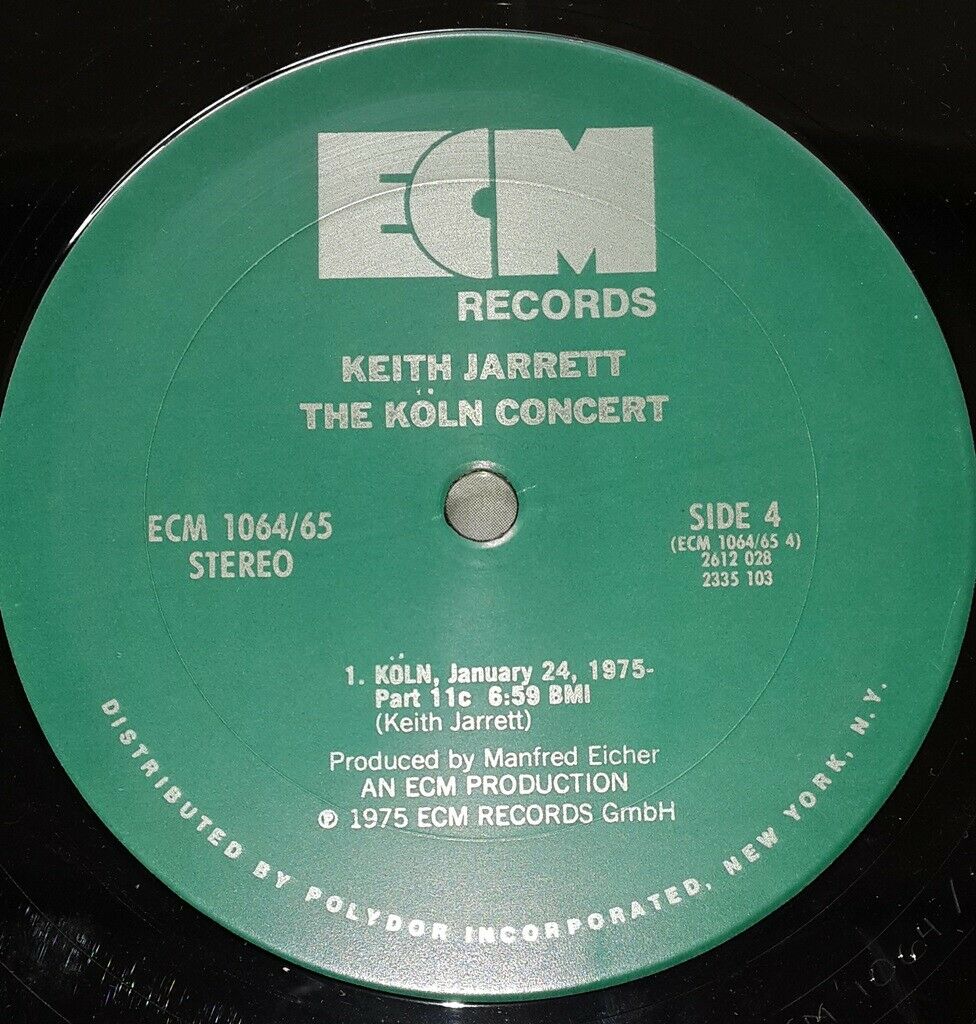 ECM
RECORDS
KEITH JARRETT
THE KÖLN CONCERT
ECM 1064/65
STEREO
SIDE 4
(ECM 1064/65 4)
2612 028
2335 103
1. KÖLN, January 24, 1975-
Part 11c 6:59 BMI
(Keith Jarrett)
Produced by Manfred Eicher
AN ECM PRODUCTION
℗ 1975 ECM RECORDS GmbH
DISTRIBUTED BY POLYDOR INCORPORATED, NEW YORK, N.Y.